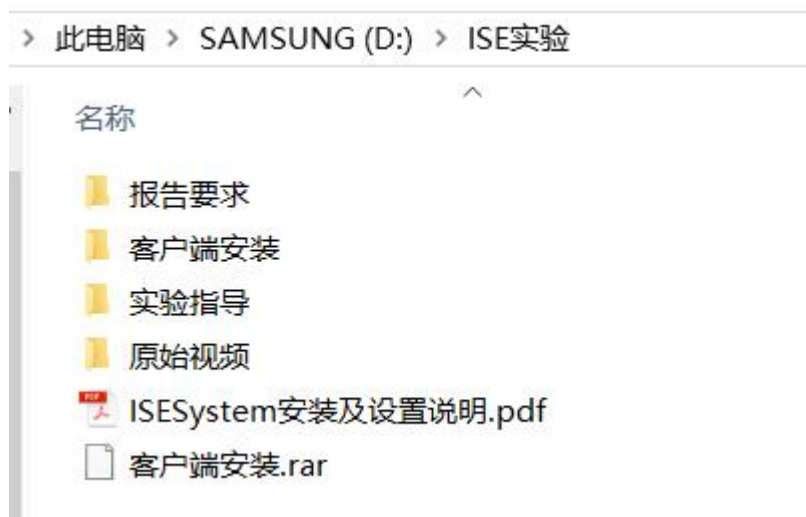 > 此电脑 > SAMSUNG (D:) > ISE实验
名称
报告要求
客户端安装
实验指导
原始视频
PDF
ISESystem安装及设置说明.pdf
客户端安装.rar